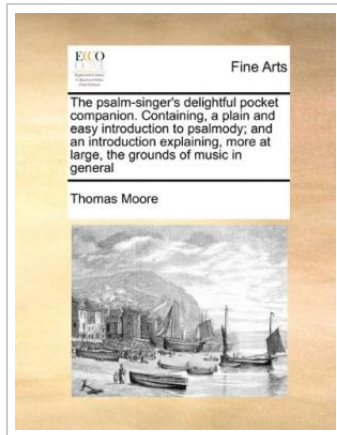 ECCO
Fine Arts
The psalm-singer's delightful pocket
companion. Containing, a plain and
easy introduction to psalmody; and
an introduction explaining, more at
large, the grounds of music in
general
Thomas Moore